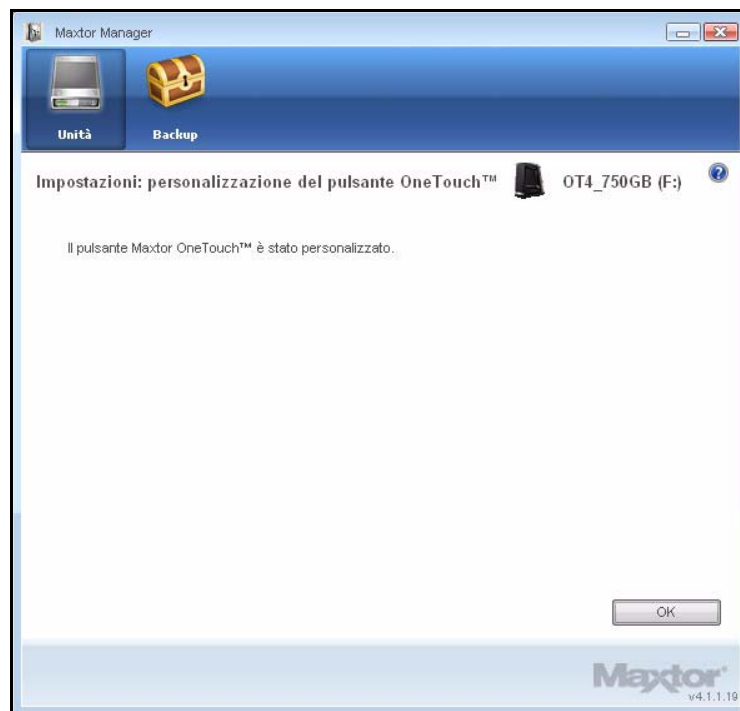 Maxtor Manager
Unità Backup
Impostazioni: personalizzazione del pulsante OneTouch™ OT4_750GB (F:) ?
Il pulsante Maxtor OneTouch™ è stato personalizzato.
OK
Maxtor
v4.1.1.19